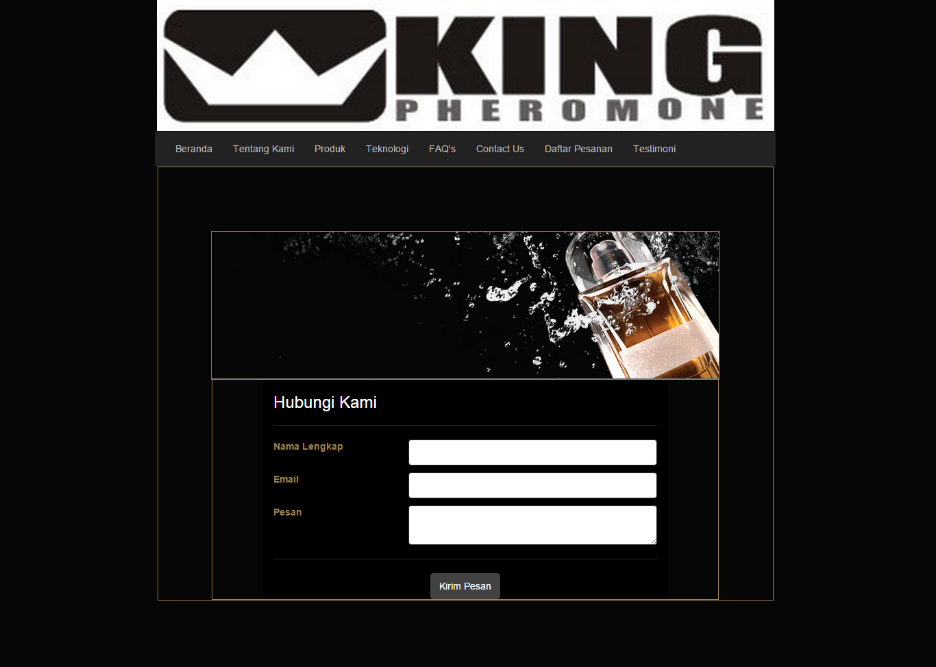 KING
PHEROMONE
Beranda Tentang Kami Produk Teknologi FAQ's Contact Us Daftar Pesanan Testimoni
Hubungi Kami
Nama Lengkap
Email
Pesan
Kirim Pesan